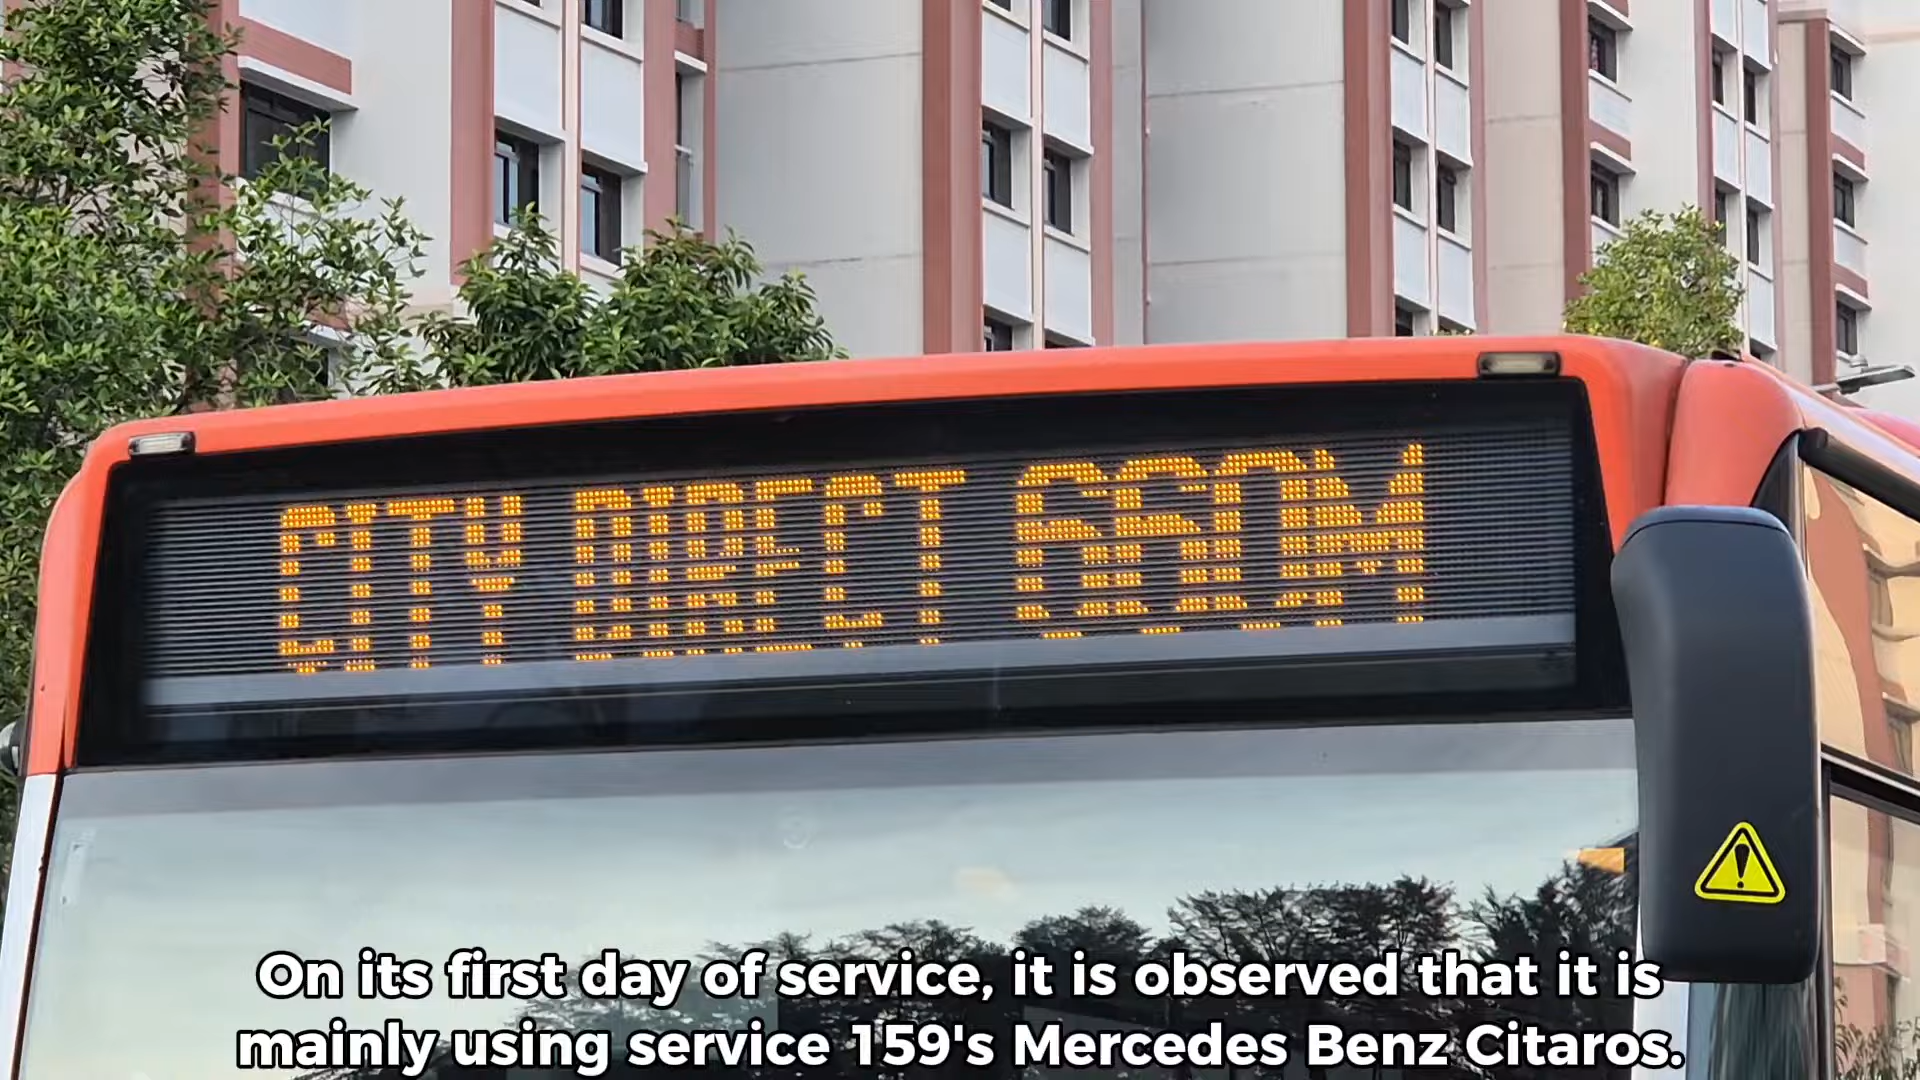 CITY DIRECT 660M
On its first day of service, it is observed that it is
mainly using service 159's Mercedes Benz Citaros.